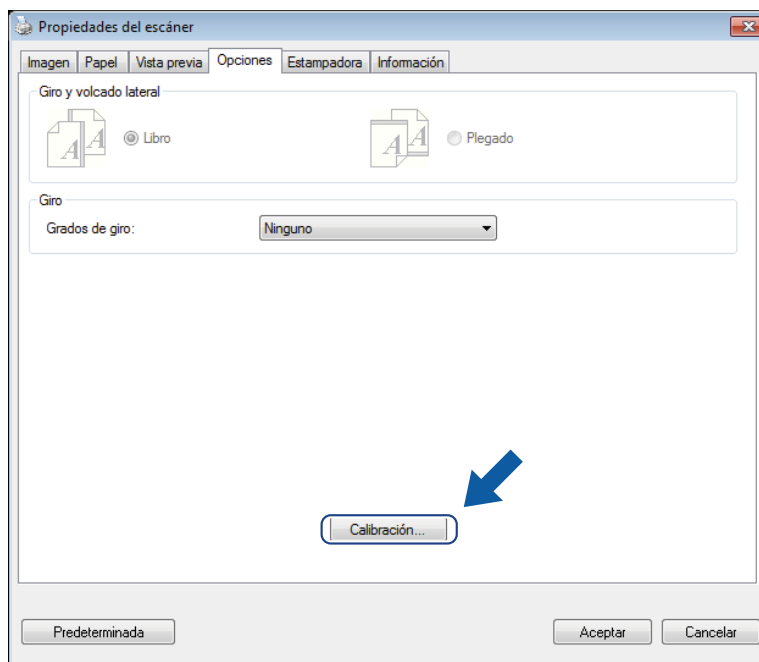 Propiedades del escáner
Imagen Papel Vista previa Opciones Estampadora Información
Giro y volcado lateral
A A Libro A A Plegado
Giro
Grados de giro: Ninguno
Calibración...
Predeterminada Aceptar Cancelar